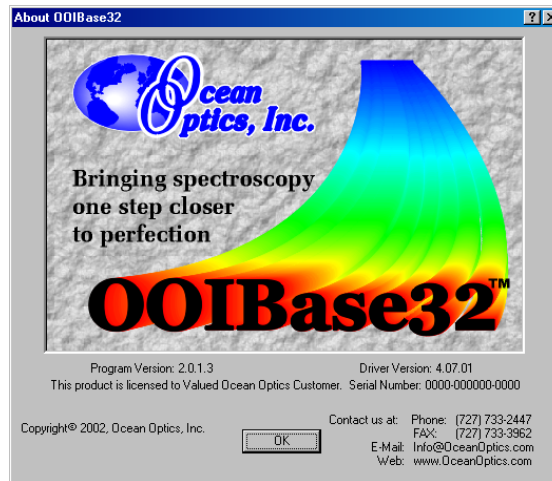 About OOIBase32
Ocean
Optics, Inc.
Bringing spectroscopy
one step closer
to perfection
OOIBase32™
Program Version: 2.0.1.3 Driver Version: 4.07.01
This product is licensed to Valued Ocean Optics Customer. Serial Number: 0000-000000-0000
Copyright© 2002, Ocean Optics, Inc.
OK
Contact us at: Phone: (727) 733-2447
FAX: (727) 733-3962
E-Mail: Info@OceanOptics.com
Web: www.OceanOptics.com